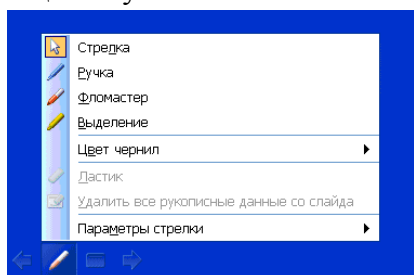 Стрелка
Ручка
Фломастер
Выделение
Цвет чернил
Ластик
Удалить все рукописные данные со слайда
Параметры стрелки